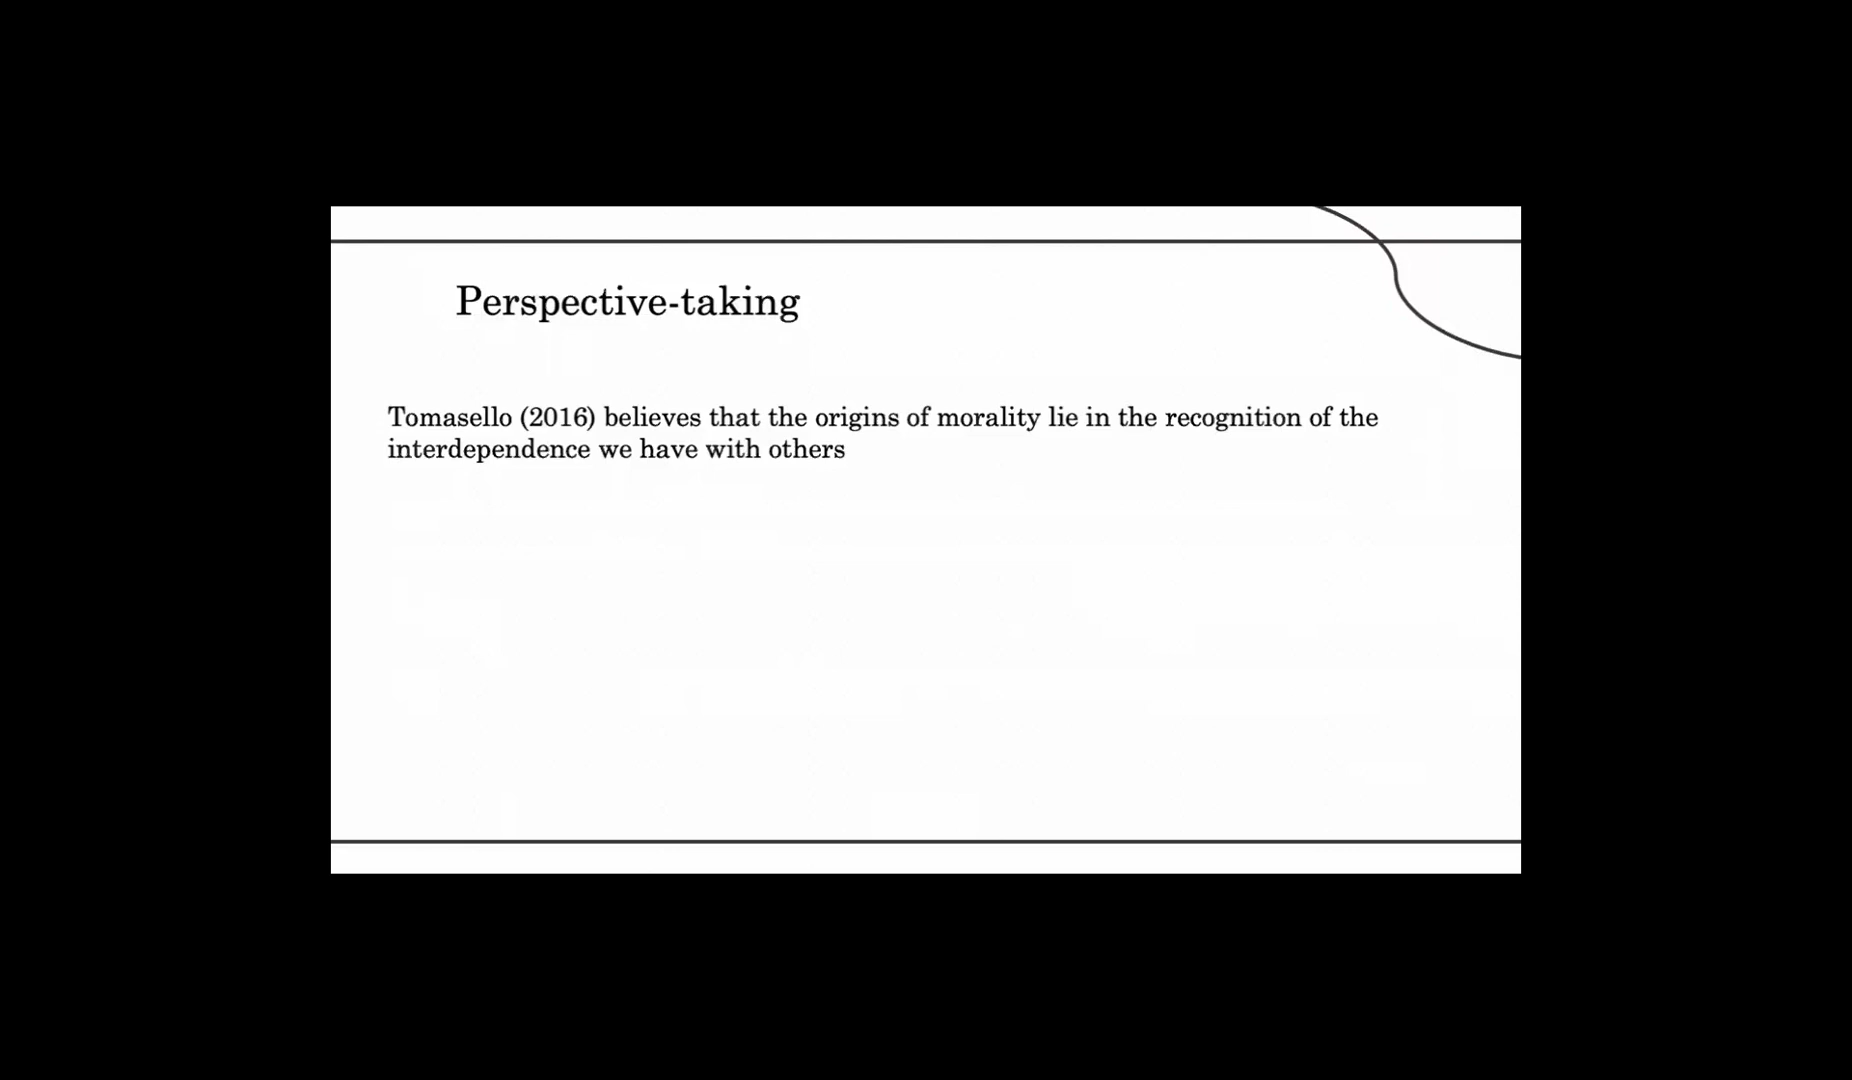 Perspective-taking
Tomasello (2016) believes that the origins of morality lie in the recognition of the
interdependence we have with others